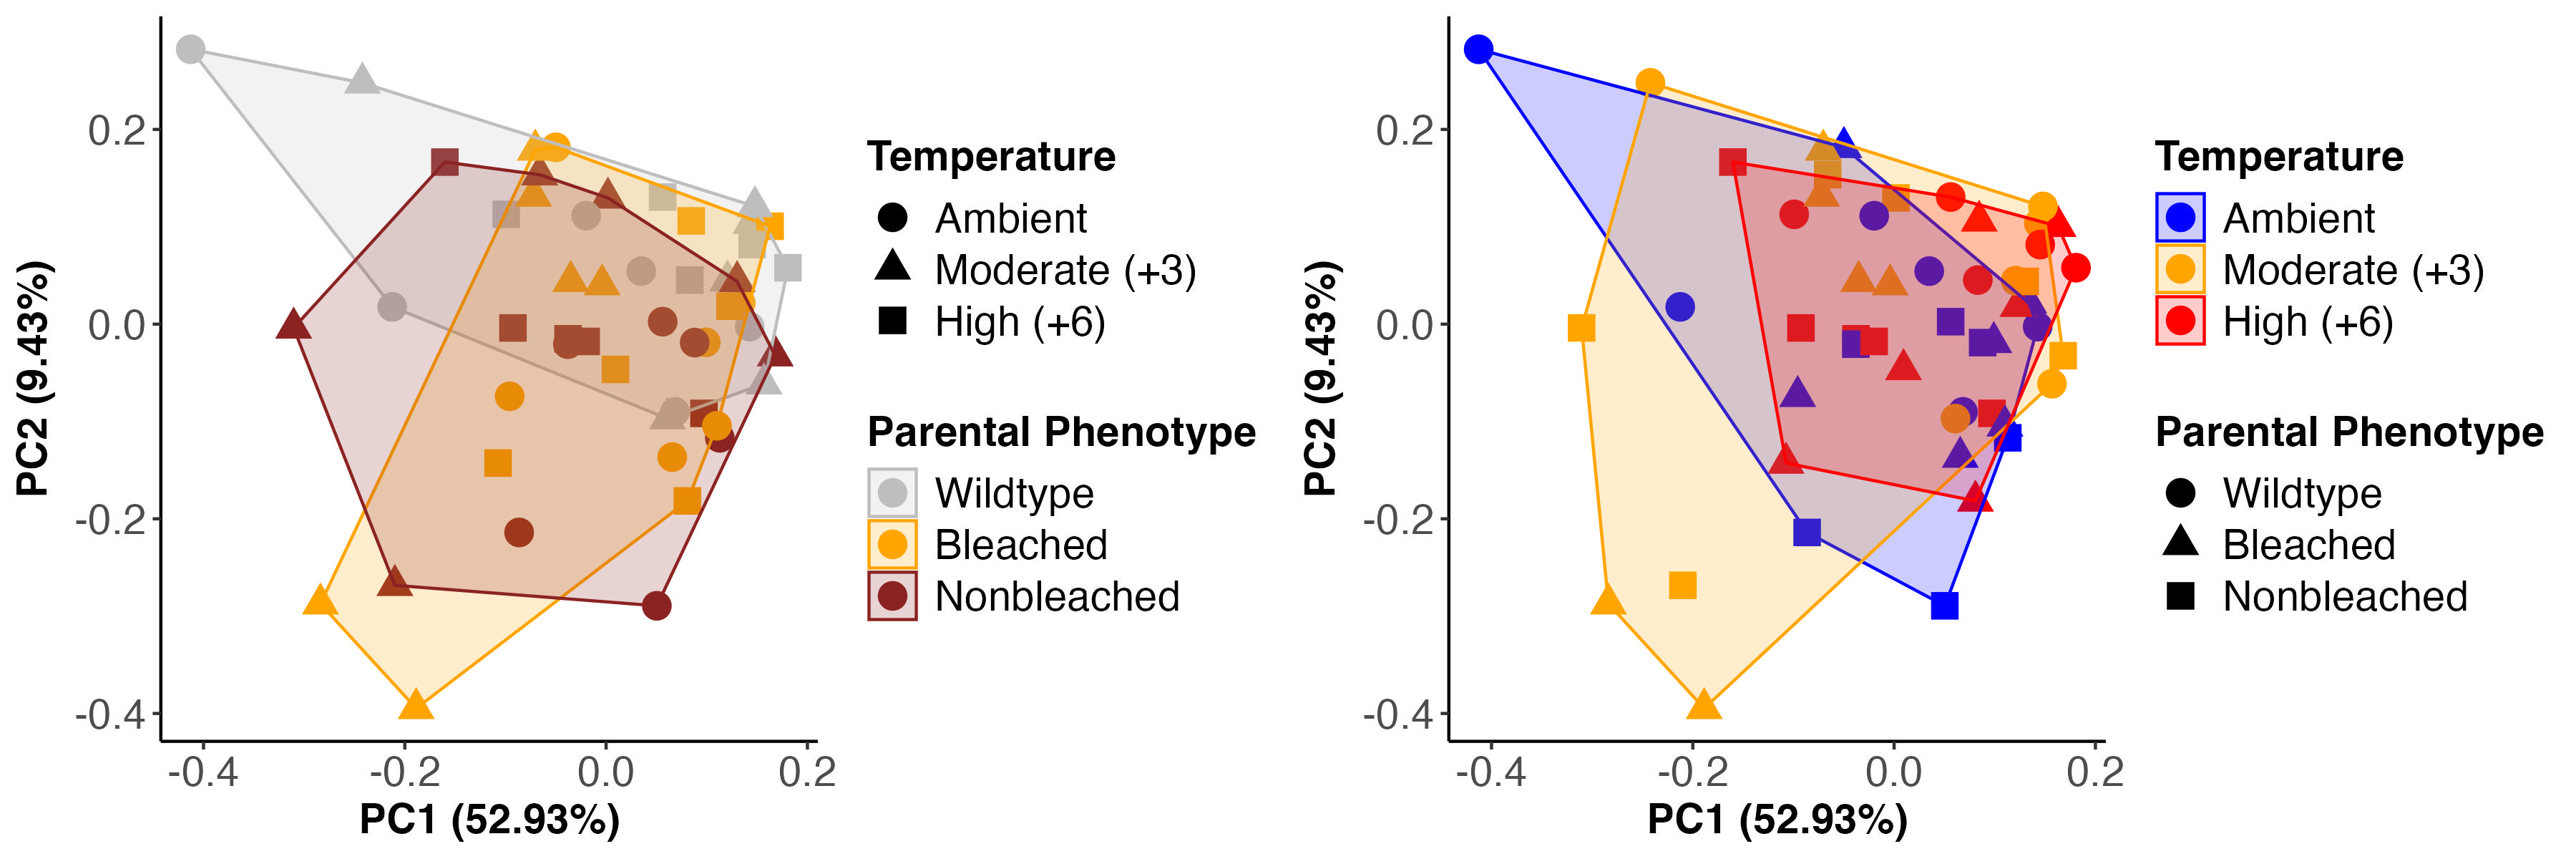 PC2 (9.43%)
0.2
0.0
-0.2
-0.4
-0.4
-0.2
0.0
0.2
PC1 (52.93%)
Temperature
Ambient
Moderate (+3)
High (+6)
Parental Phenotype
Wildtype
Bleached
Nonbleached
PC2 (9.43%)
0.2
0.0
-0.2
-0.4
-0.4
-0.2
0.0
0.2
PC1 (52.93%)
Temperature
Ambient
Moderate (+3)
High (+6)
Parental Phenotype
Wildtype
Bleached
Nonbleached